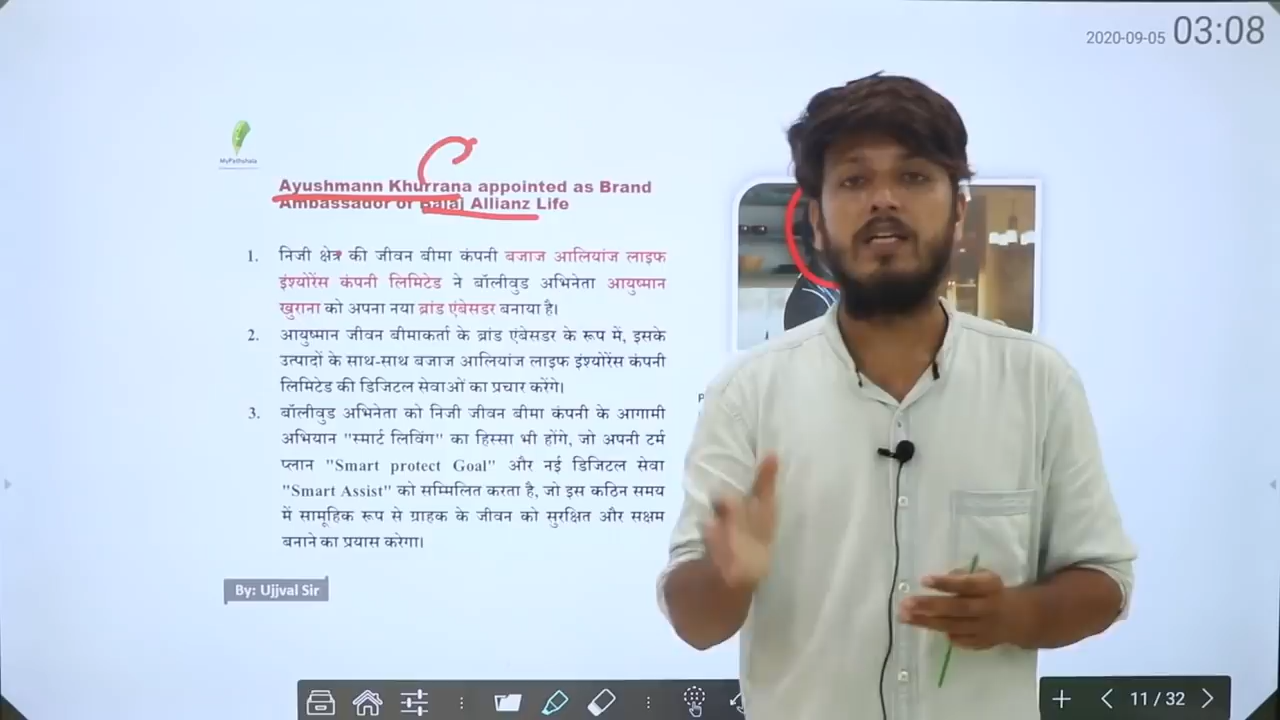 2020-09-05 03:08
MyPathshala
Ayushmann Khurrana appointed as Brand
Ambassador of Bajaj Allianz Life
1. निजी क्षेत्र की जीवन बीमा कंपनी बजाज आलियांज लाइफ
इंश्योरेंस कंपनी लिमिटेड ने बॉलीवुड अभिनेता आयुष्मान
खुराना को अपना नया ब्रांड एंबेसडर बनाया है।
2. आयुष्मान जीवन बीमाकर्ता के ब्रांड एंबेसडर के रूप में, इसके
उत्पादों के साथ-साथ बजाज आलियांज लाइफ इंश्योरेंस कंपनी
लिमिटेड की डिजिटल सेवाओं का प्रचार करेंगे।
3. बॉलीवुड अभिनेता को निजी जीवन बीमा कंपनी के आगामी
अभियान "स्मार्ट लिविंग" का हिस्सा भी होंगे, जो अपनी टर्म
प्लान "Smart protect Goal" और नई डिजिटल सेवा
"Smart Assist" को सम्मिलित करता है, जो इस कठिन समय
में सामूहिक रूप से ग्राहक के जीवन को सुरक्षित और सक्षम
बनाने का प्रयास करेगा।
By: Ujjval Sir
11 / 32